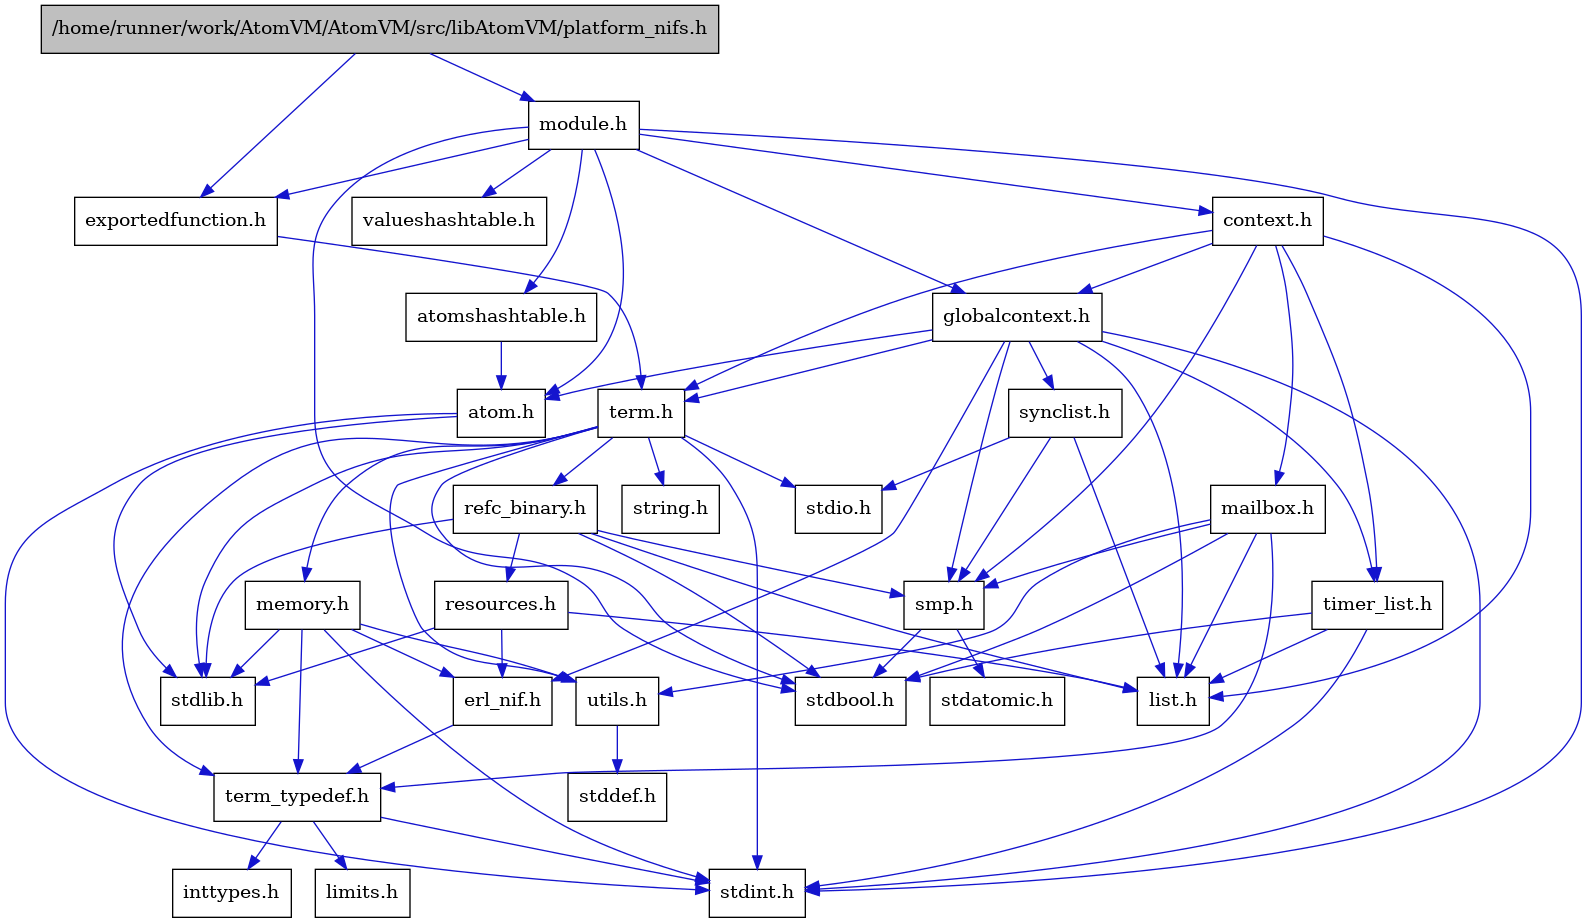 /home/runner/work/AtomVM/AtomVM/src/libAtomVM/platform_nifs.h
module.h
exportedfunction.h
valueshashtable.h
context.h
atomshashtable.h
globalcontext.h
atom.h
term.h
synclist.h
refc_binary.h
string.h
stdio.h
mailbox.h
memory.h
resources.h
smp.h
timer_list.h
stdlib.h
erl_nif.h
utils.h
stdbool.h
stdatomic.h
list.h
term_typedef.h
stddef.h
inttypes.h
limits.h
stdint.h